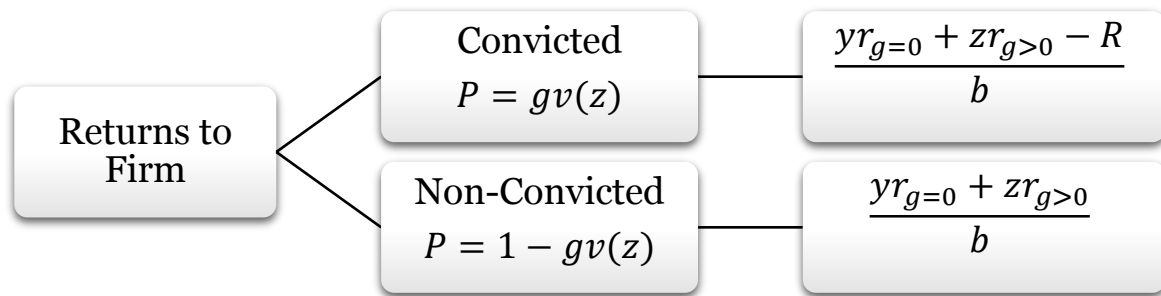 Returns to
Firm
Convicted
P = gv(z)
Non-Convicted
P = 1 − gv(z)
yr_{g=0} + zr_{g>0} − R
b
yr_{g=0} + zr_{g>0}
b